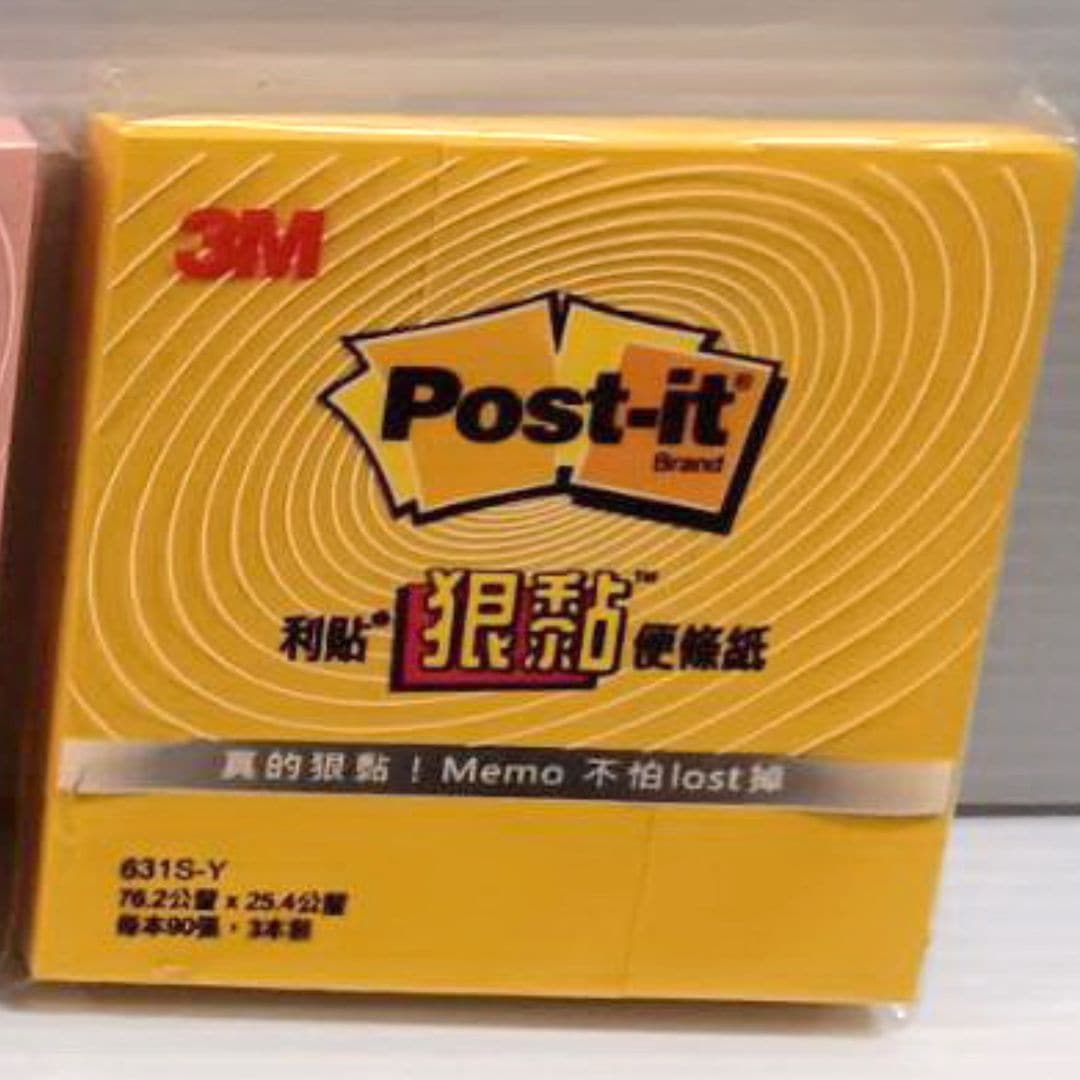 3M
Post-it®
Brand
利貼® 狠黏™ 便條紙
真的狠黏！Memo 不怕lost掉
631S-Y
76.2公釐 x 25.4公釐
每本90張，3本裝